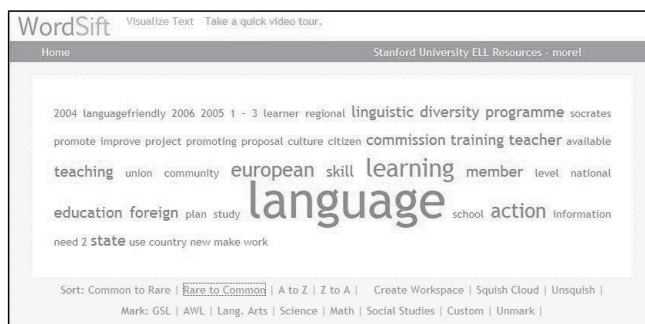 WordSift Visualize Text Take a quick video tour.
Home Stanford University ELL Resources - more!
2004 languagefriendly 2006 2005 1 - 3 learner regional linguistic diversity programme socrates
promote improve project promoting proposal culture citizen commission training teacher available
teaching union community european skill learning member level national
education foreign plan study language school action information
need 2 state use country new make work
Sort: Common to Rare | Rare to Common | A to Z | Z to A | Create Workspace | Squish Cloud | Unsquish |
Mark: GSL | AWL | Lang. Arts | Science | Math | Social Studies | Custom | Unmark |